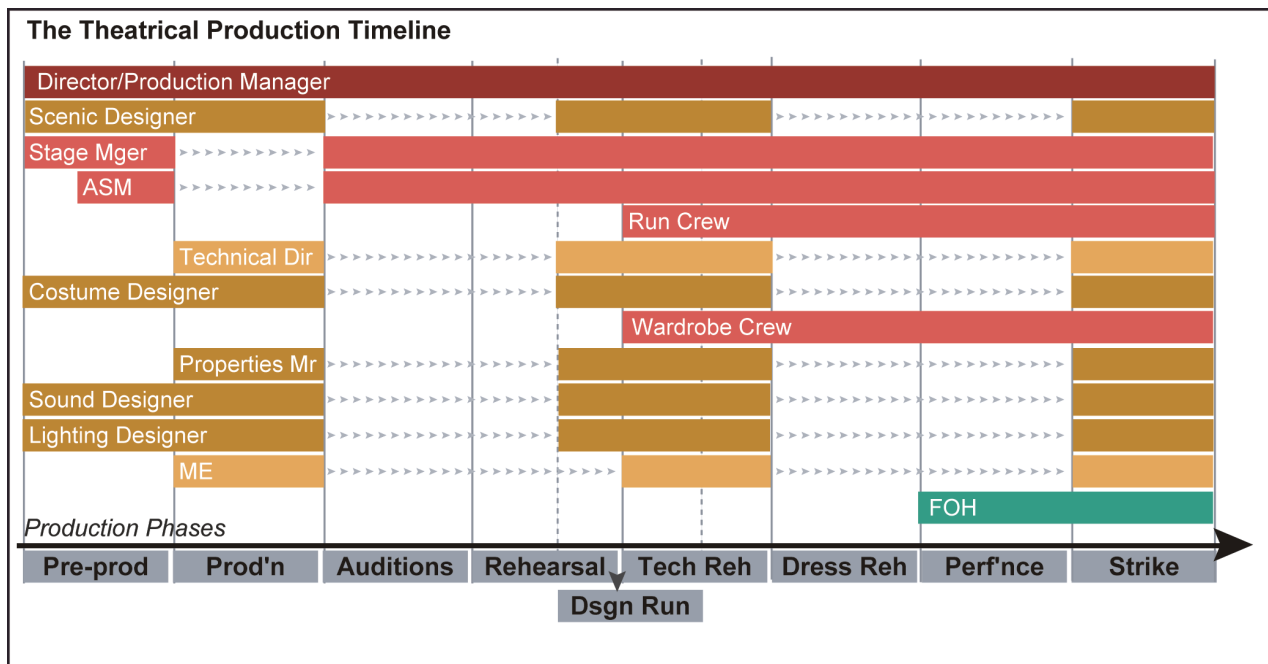 The Theatrical Production Timeline
Director/Production Manager
Scenic Designer
Stage Mger
ASM
Run Crew
Technical Dir
Costume Designer
Wardrobe Crew
Properties Mr
Sound Designer
Lighting Designer
ME
FOH
Production Phases
Pre-prod Prod'n Auditions Rehearsal Tech Reh Dress Reh Perf'nce Strike
Dsgn Run